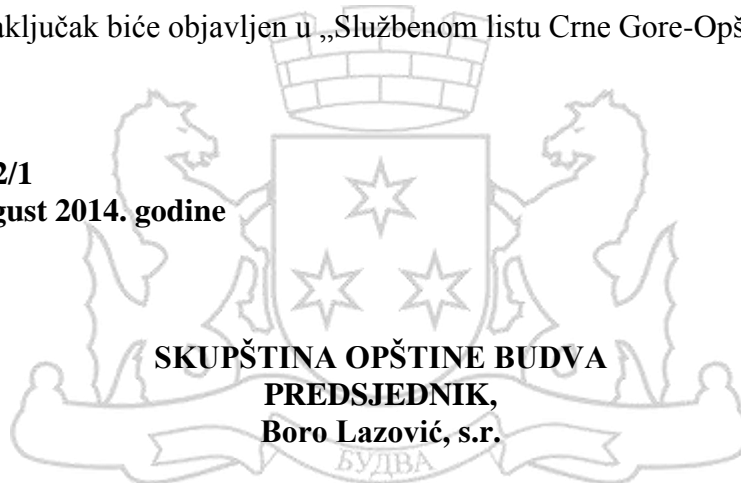 aključak biće objavljen u „Službenom listu Crne Gore-Opš
2/1
gust 2014. godine
SKUPŠTINA OPŠTINE BUDVA
PREDSJEDNIK,
Boro Lazović, s.r.
БУДВА